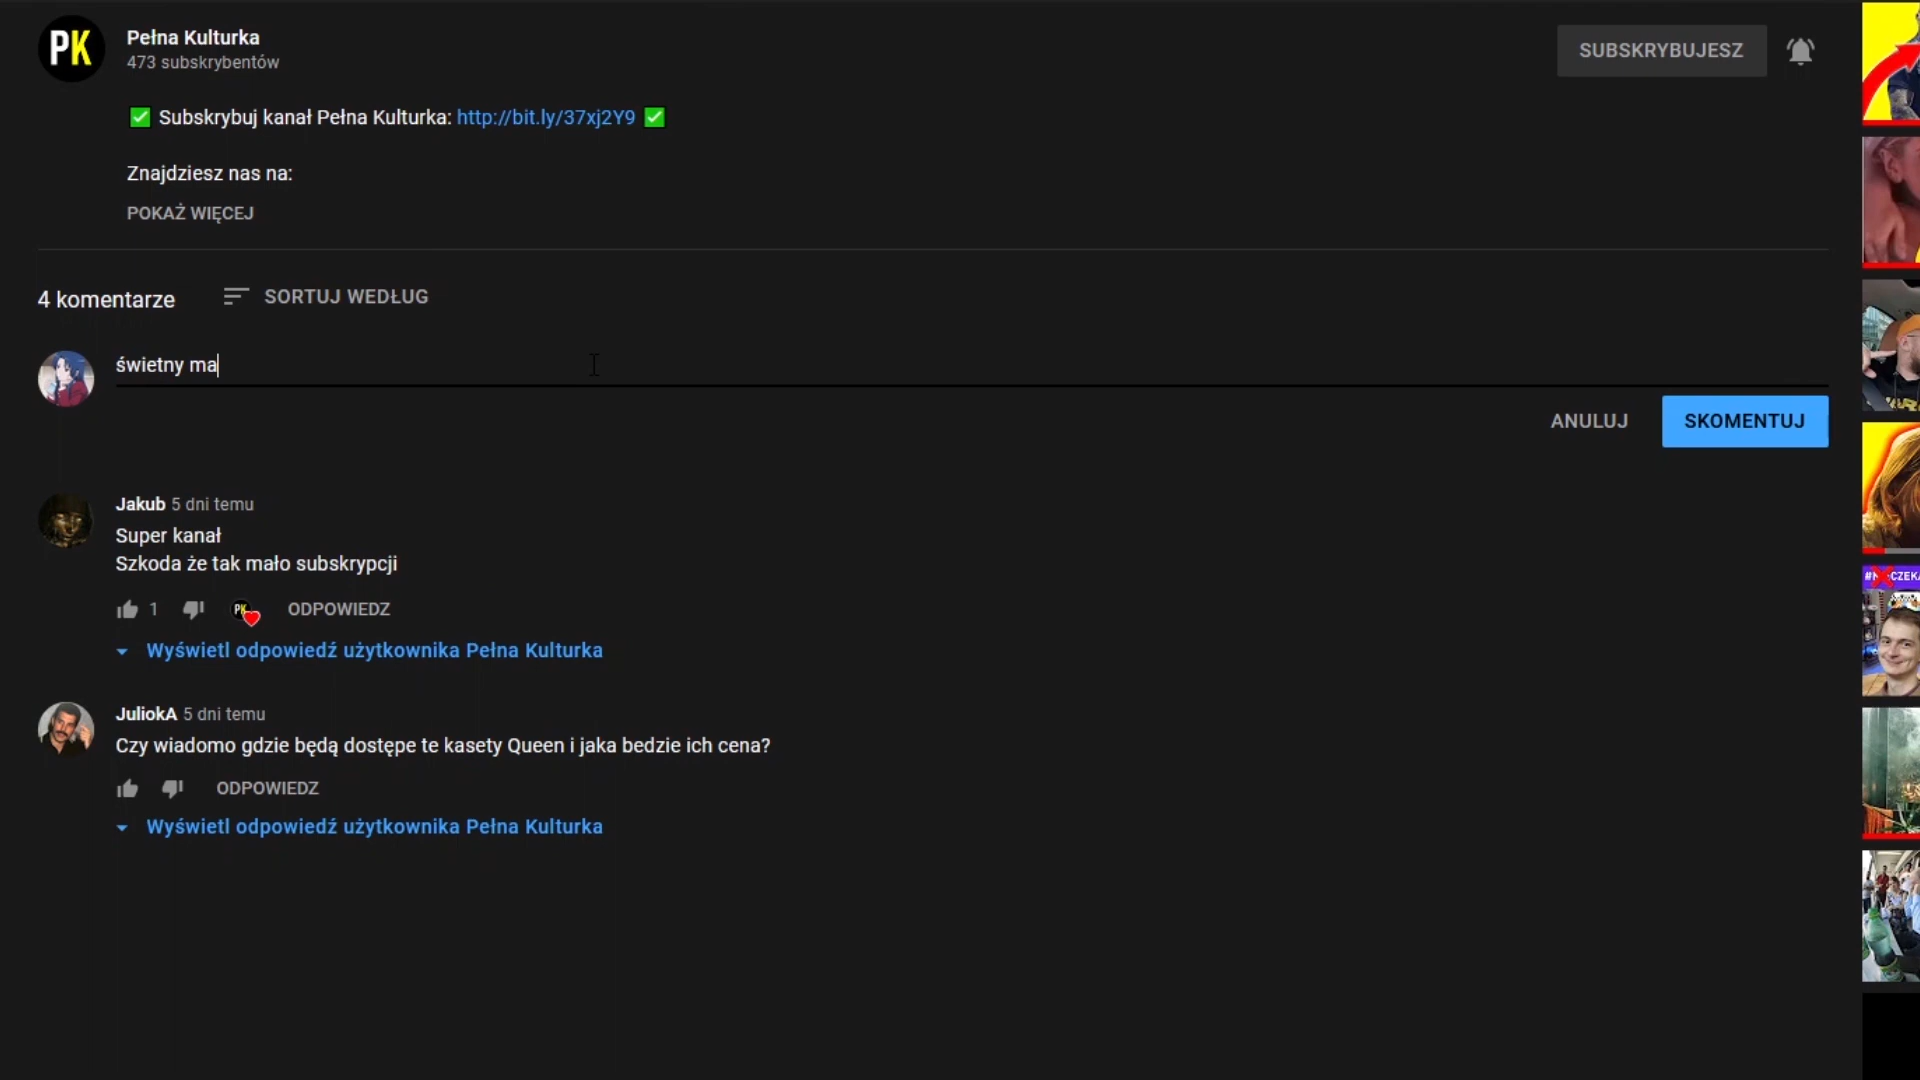 PK
Pełna Kulturka
473 subskrybentów
SUBSKRYBUJESZ
✅ Subskrybuj kanał Pełna Kulturka: http://bit.ly/37xj2Y9 ✅
Znajdziesz nas na:
POKAŻ WIĘCEJ
4 komentarze
SORTUJ WEDŁUG
świetny ma
ANULUJ
SKOMENTUJ
Jakub 5 dni temu
Super kanał
Szkoda że tak mało subskrypcji
1
PK
ODPOWIEDZ
Wyświetl odpowiedź użytkownika Pełna Kulturka
JuliokA 5 dni temu
Czy wiadomo gdzie będą dostępe te kasety Queen i jaka bedzie ich cena?
ODPOWIEDZ
Wyświetl odpowiedź użytkownika Pełna Kulturka